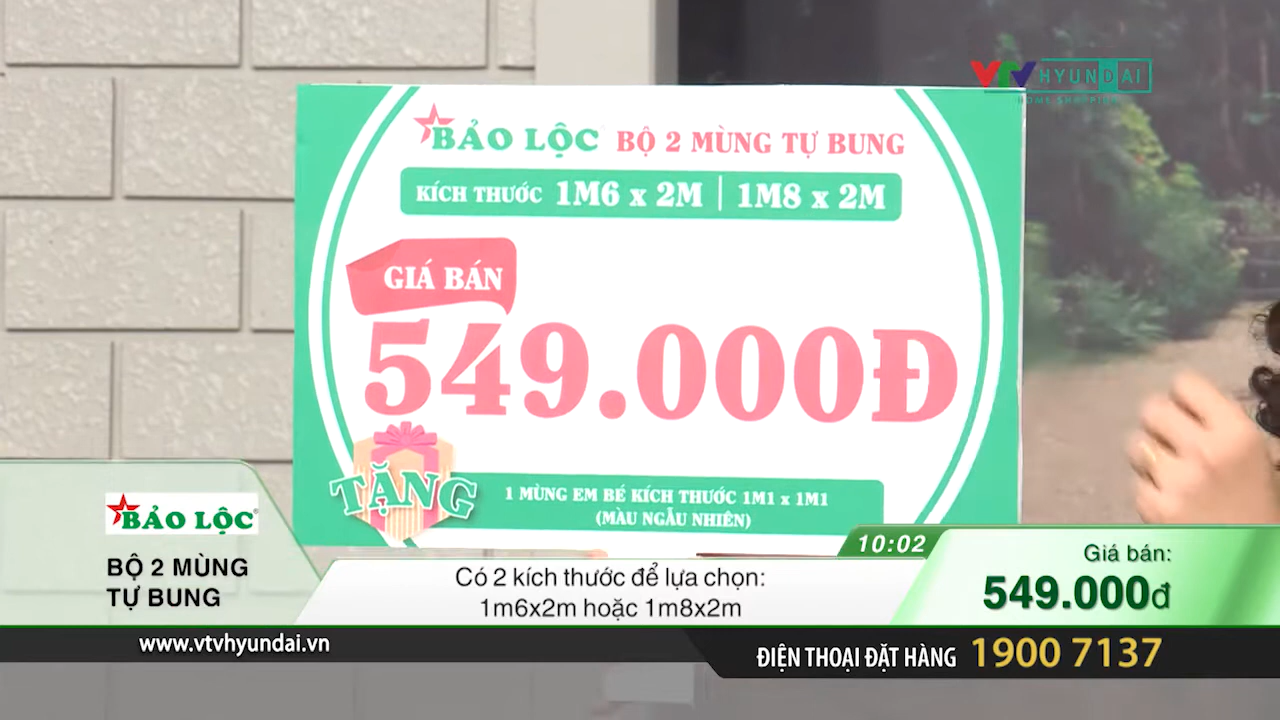 VTV HYUNDAI
HOME SHOPPING
BẢO LỘC BỘ 2 MÙNG TỰ BUNG
KÍCH THƯỚC 1M6 x 2M | 1M8 x 2M
GIÁ BÁN
549.000Đ
TẶNG
1 MÙNG EM BÉ KÍCH THƯỚC 1M1 x 1M1
(MÀU NGẪU NHIÊN)
BẢO LỘC®
BỘ 2 MÙNG
TỰ BUNG
Có 2 kích thước để lựa chọn:
1m6x2m hoặc 1m8x2m
10:02
Giá bán:
549.000đ
www.vtvhyundai.vn
ĐIỆN THOẠI ĐẶT HÀNG 1900 7137